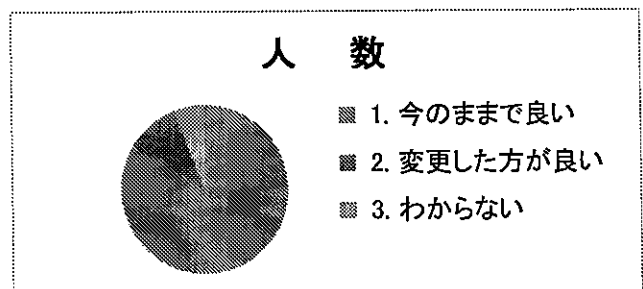 人 数
1. 今のままで良い
2. 変更した方が良い
3. わからない